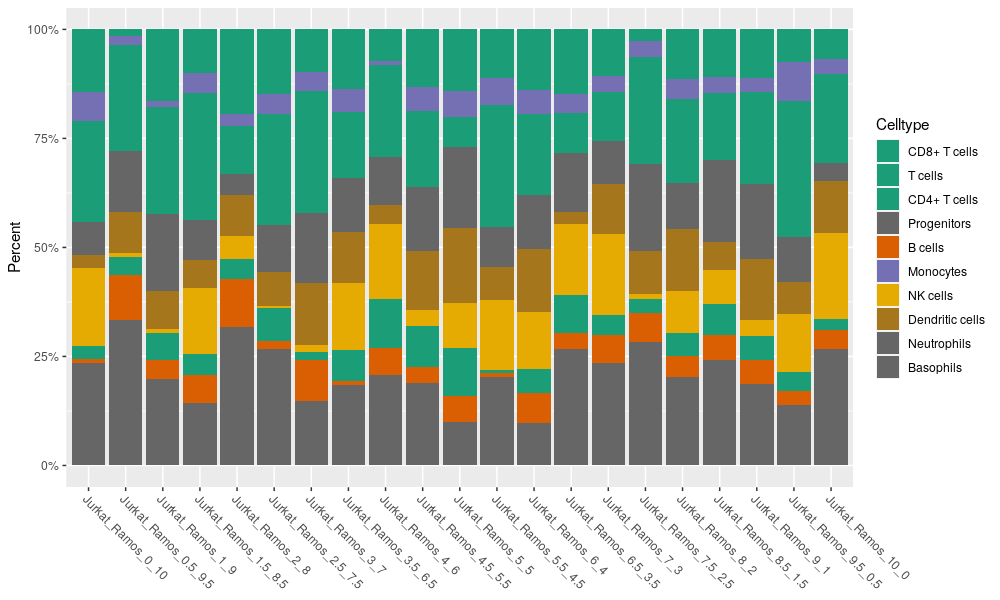 100%
75%
50%
25%
0%
Percent
Jurkat_Ramos_0_10
Jurkat_Ramos_0.5_9.5
Jurkat_Ramos_1_9
Jurkat_Ramos_1.5_8.5
Jurkat_Ramos_2_8
Jurkat_Ramos_2.5_7.5
Jurkat_Ramos_3_7
Jurkat_Ramos_3.5_6.5
Jurkat_Ramos_4_6
Jurkat_Ramos_4.5_5.5
Jurkat_Ramos_5_5
Jurkat_Ramos_5.5_4.5
Jurkat_Ramos_6_4
Jurkat_Ramos_6.5_3.5
Jurkat_Ramos_7_3
Jurkat_Ramos_7.5_2.5
Jurkat_Ramos_8_2
Jurkat_Ramos_8.5_1.5
Jurkat_Ramos_9_1
Jurkat_Ramos_9.5_0.5
Jurkat_Ramos_10_0
Celltype
CD8+ T cells
T cells
CD4+ T cells
Progenitors
B cells
Monocytes
NK cells
Dendritic cells
Neutrophils
Basophils